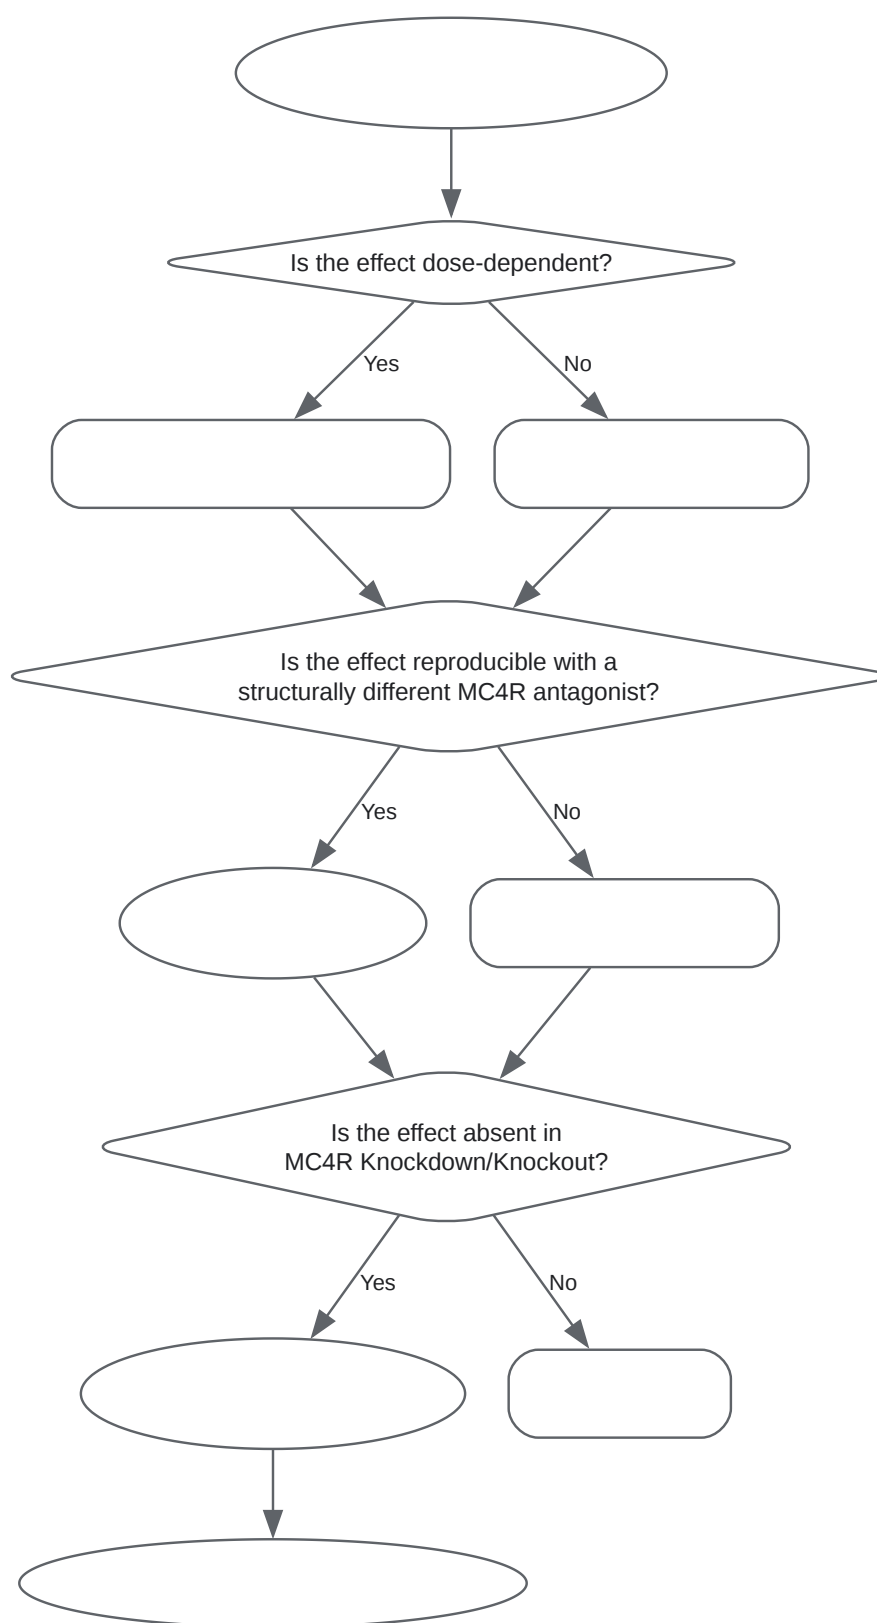 Is the effect dose-dependent?
Yes
No
Is the effect reproducible with a
structurally different MC4R antagonist?
Yes
No
Is the effect absent in
MC4R Knockdown/Knockout?
Yes
No